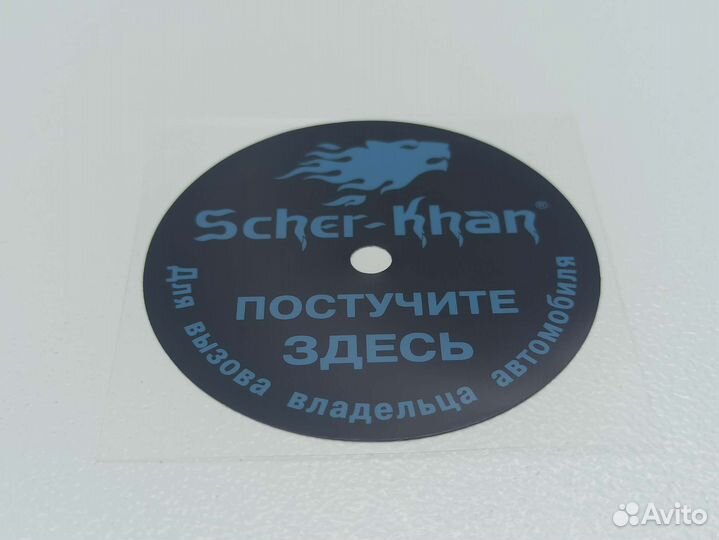 Scher-Khan®
ПОСТУЧИТЕ
ЗДЕСЬ
Для вызова владельца автомобиля
Avito